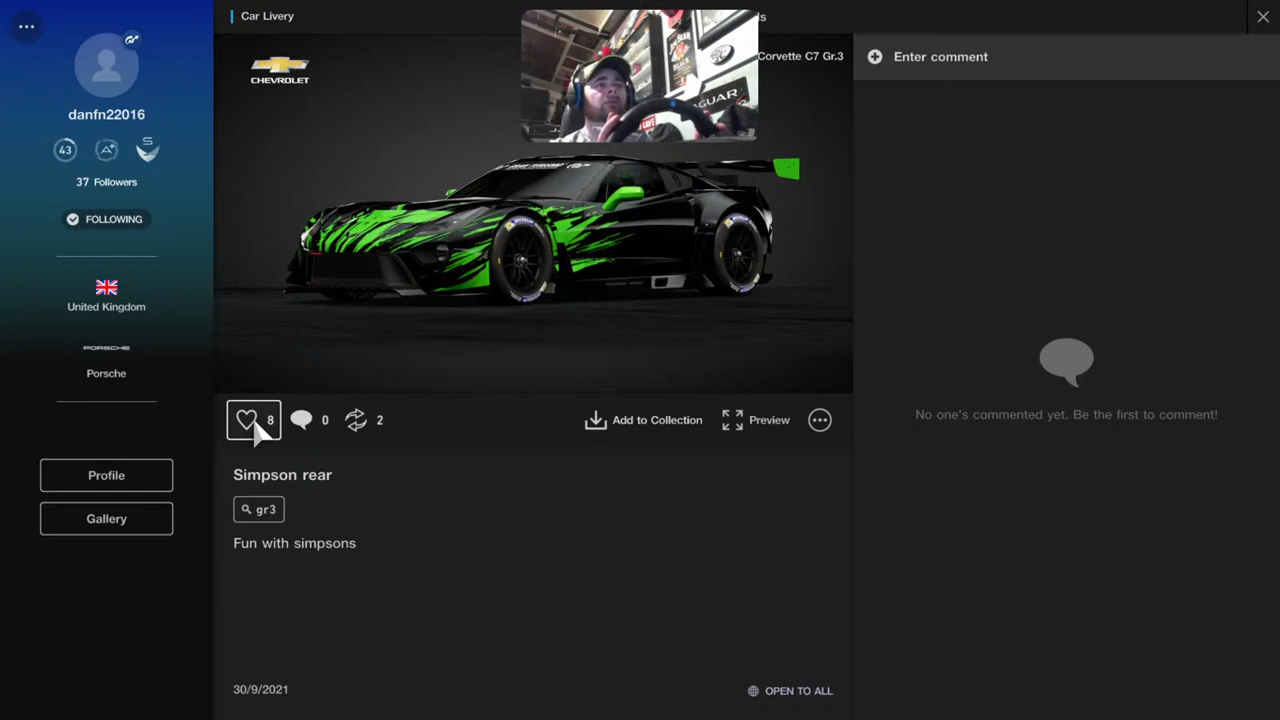 Car Livery
ls
Corvette C7 Gr.3
CHEVROLET
Enter comment
danfn22016
43
A+
S
37 Followers
FOLLOWING
United Kingdom
PORSCHE
Porsche
Profile
Gallery
8
0
2
Add to Collection
Preview
Simpson rear
gr3
Fun with simpsons
No one's commented yet. Be the first to comment!
30/9/2021
OPEN TO ALL